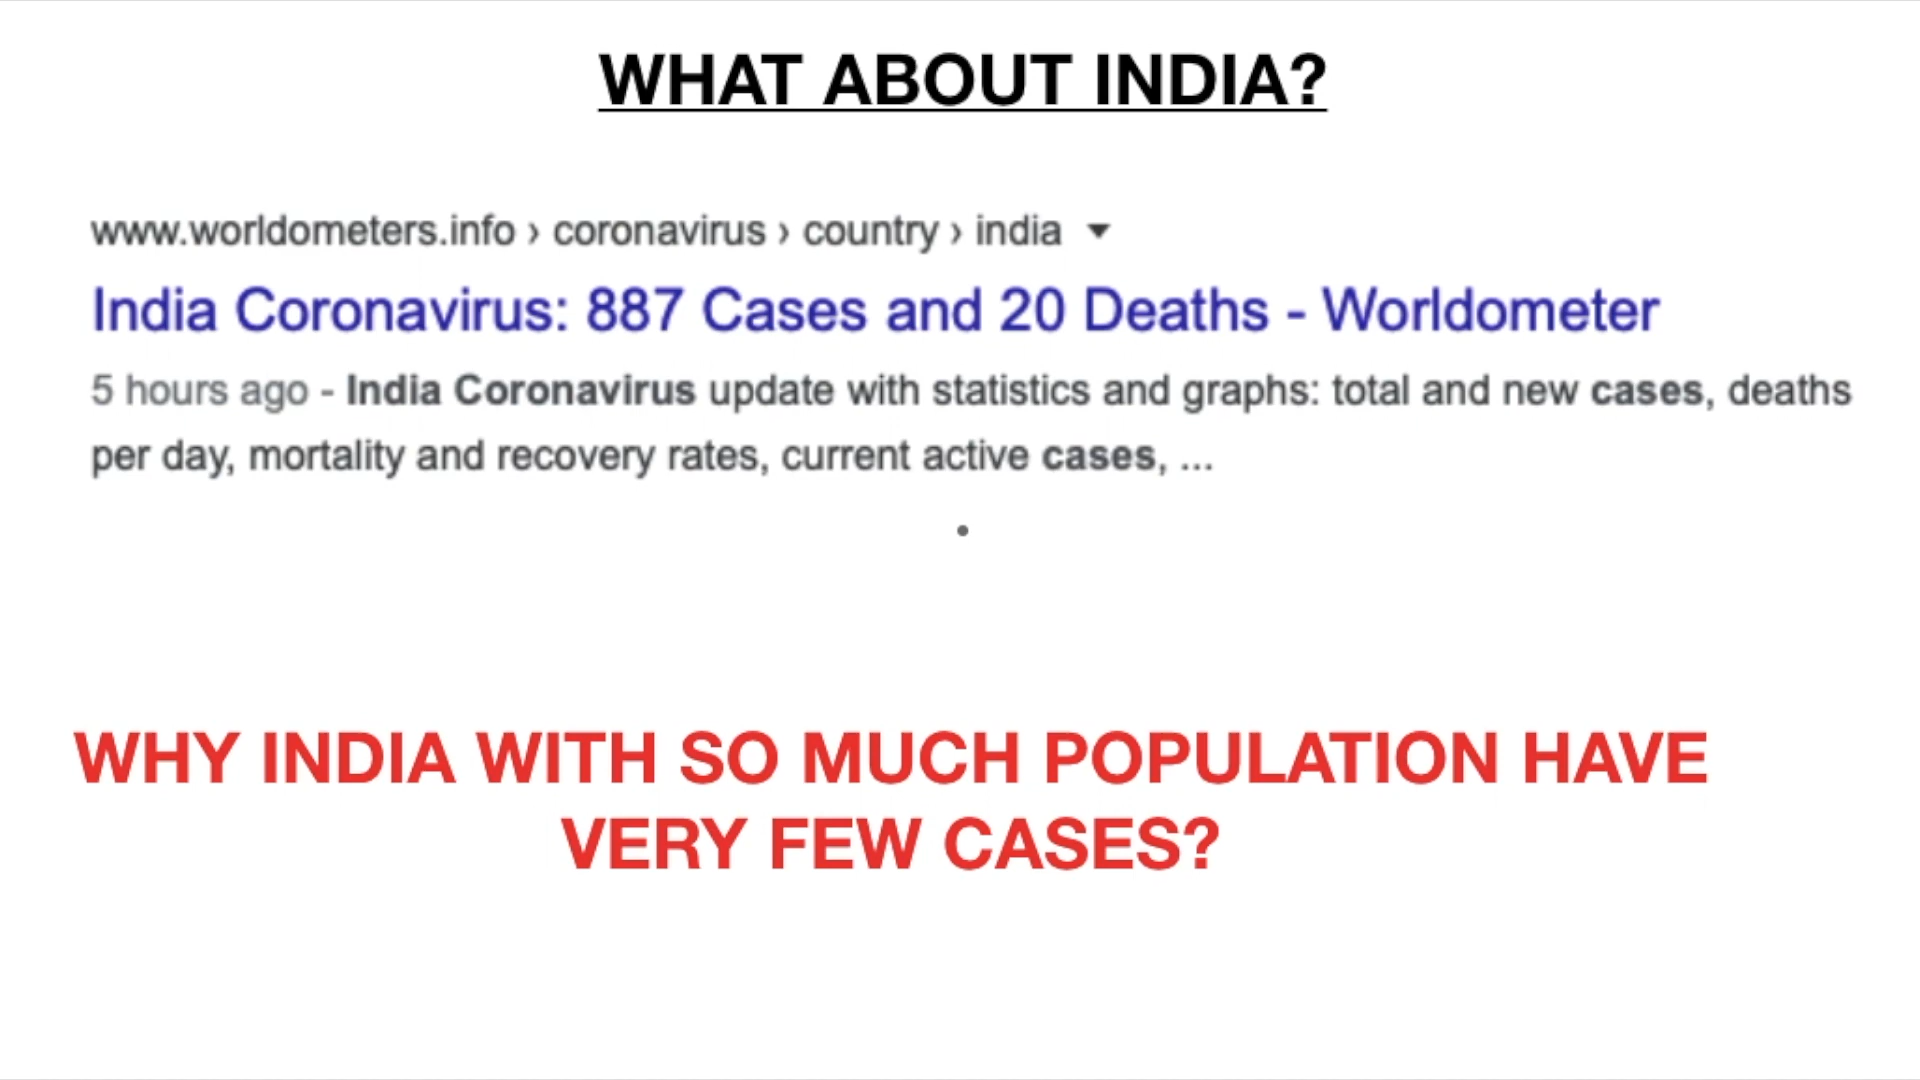 WHAT ABOUT INDIA?
www.worldometers.info › coronavirus › country › india
India Coronavirus: 887 Cases and 20 Deaths - Worldometer
5 hours ago - India Coronavirus update with statistics and graphs: total and new cases, deaths
per day, mortality and recovery rates, current active cases, ...
WHY INDIA WITH SO MUCH POPULATION HAVE
VERY FEW CASES?